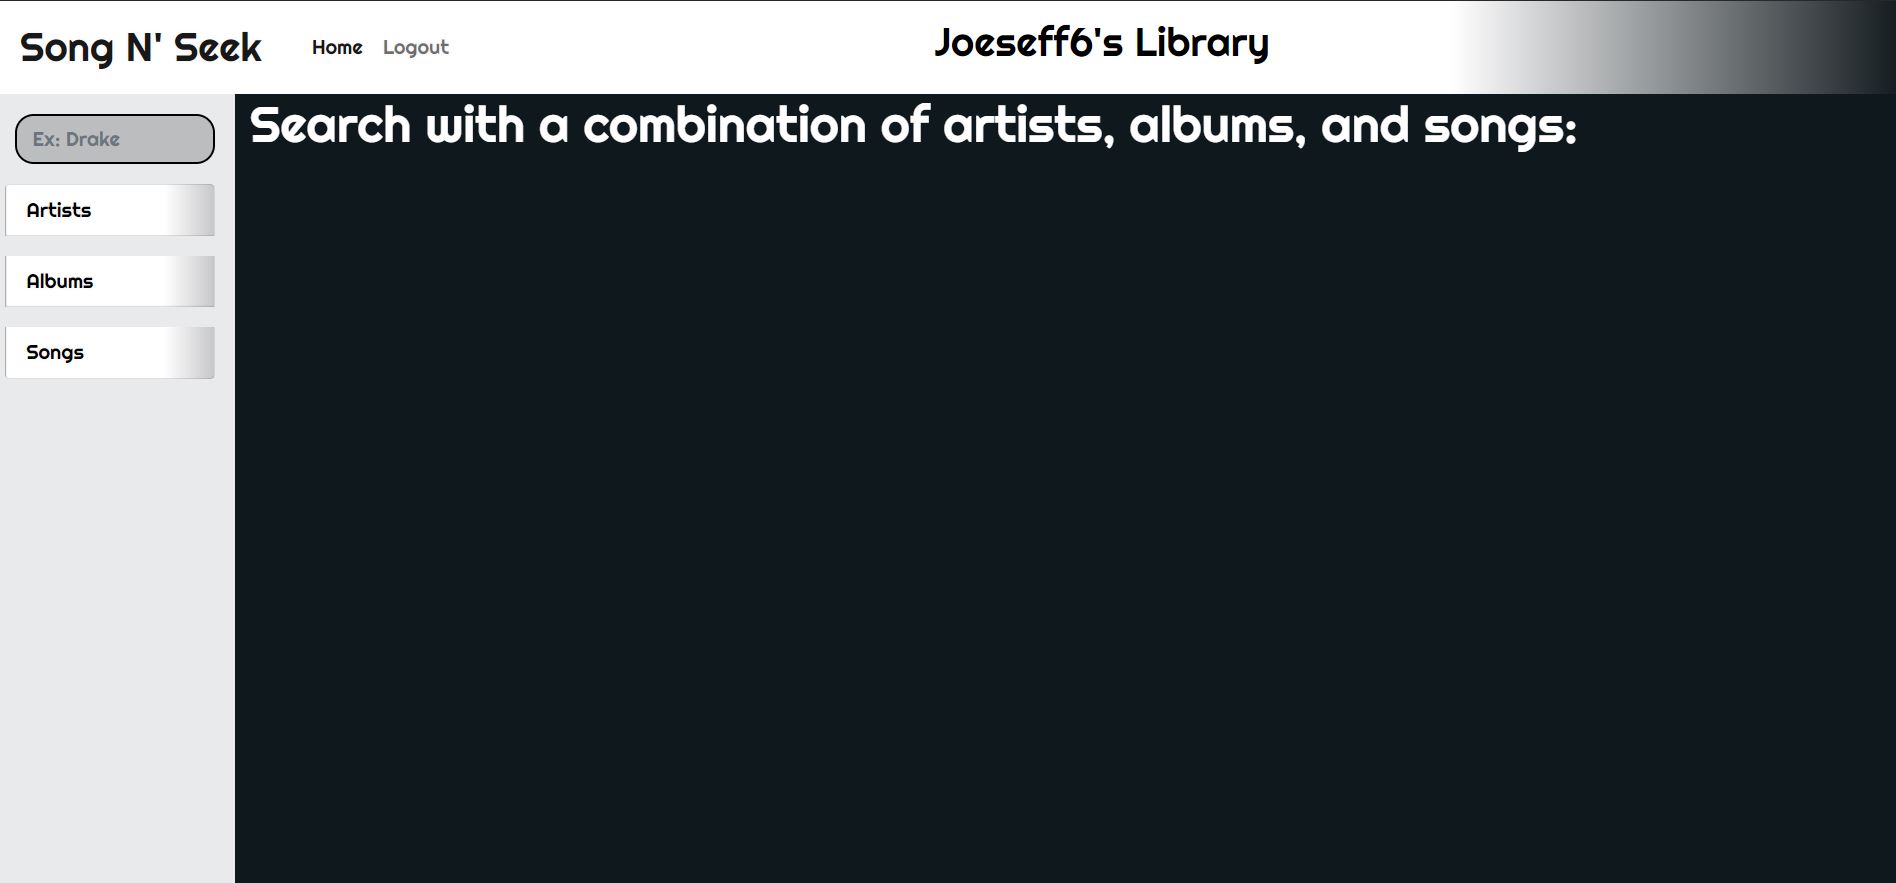 Song N' Seek
Home
Logout
Joeseff6's Library
Ex: Drake
Search with a combination of artists, albums, and songs:
Artists
Albums
Songs